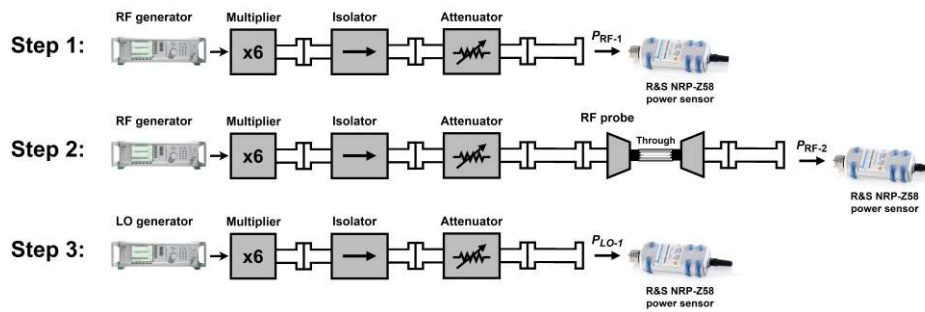 Step 1:
RF generator
Multiplier
x6
Isolator
Attenuator
PRF-1
R&S NRP-Z58
power sensor
Step 2:
RF generator
Multiplier
x6
Isolator
Attenuator
RF probe
Through
PRF-2
R&S NRP-Z58
power sensor
Step 3:
LO generator
Multiplier
x6
Isolator
Attenuator
PLO-1
R&S NRP-Z58
power sensor